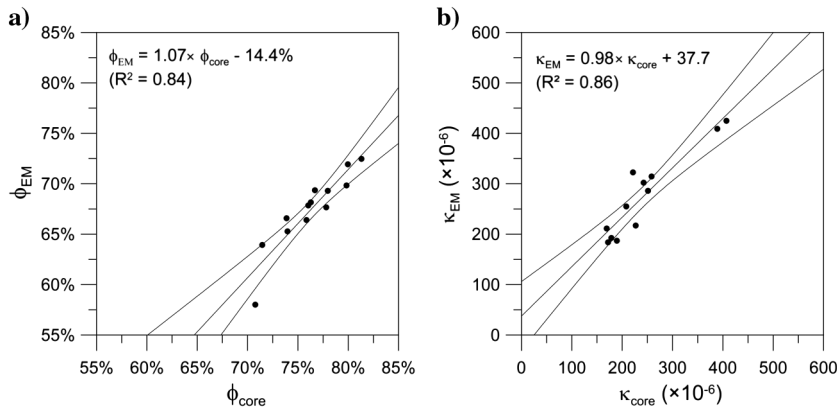 a)
ϕEM = 1.07× ϕcore - 14.4%
(R² = 0.84)
85%
80%
75%
70%
65%
60%
55%
ϕEM
55% 60% 65% 70% 75% 80% 85%
ϕcore
b)
κEM = 0.98× κcore + 37.7
(R² = 0.86)
600
500
400
300
200
100
0
κEM (×10⁻⁶)
0 100 200 300 400 500 600
κcore (×10⁻⁶)